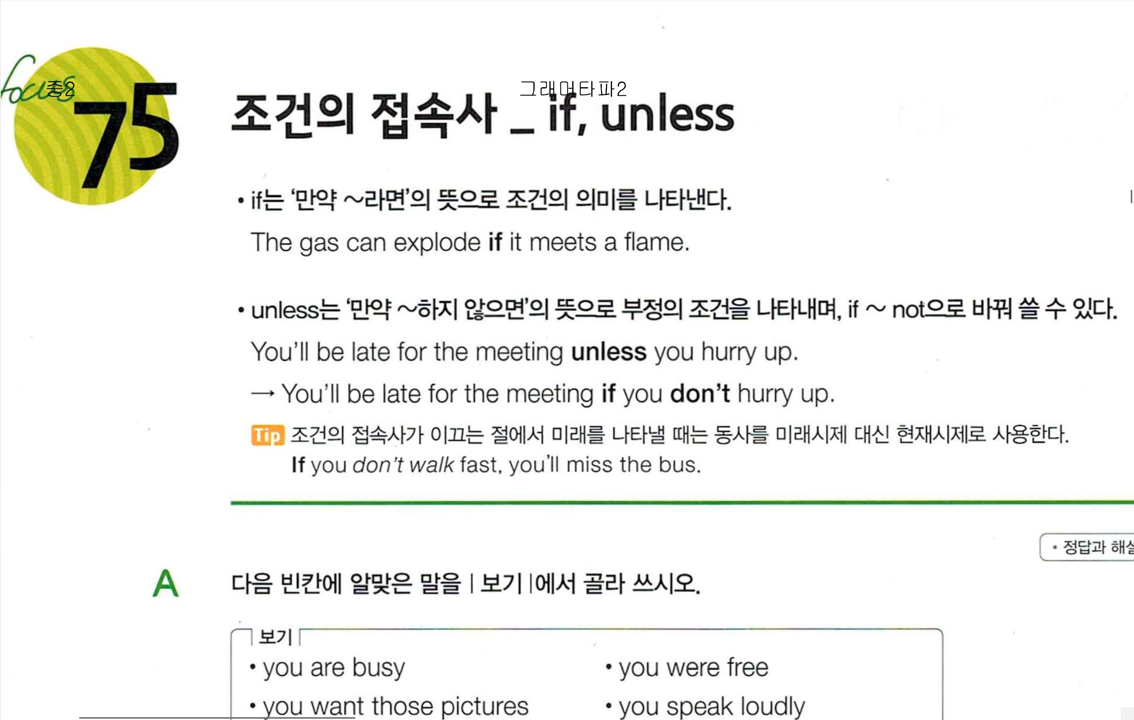 focus
중2
75
그래머타파2
조건의 접속사 _ if, unless
• if는 ‘만약 ~라면’의 뜻으로 조건의 의미를 나타낸다.
The gas can explode if it meets a flame.
• unless는 ‘만약 ~하지 않으면’의 뜻으로 부정의 조건을 나타내며, if ~ not으로 바꿔 쓸 수 있다.
You’ll be late for the meeting unless you hurry up.
→ You’ll be late for the meeting if you don’t hurry up.
Tip 조건의 접속사가 이끄는 절에서 미래를 나타낼 때는 동사를 미래시제 대신 현재시제로 사용한다.
If you don’t walk fast, you’ll miss the bus.
• 정답과 해설
A 다음 빈칸에 알맞은 말을 | 보기 |에서 골라 쓰시오.
보기
• you are busy • you were free
• you want those pictures • you speak loudly